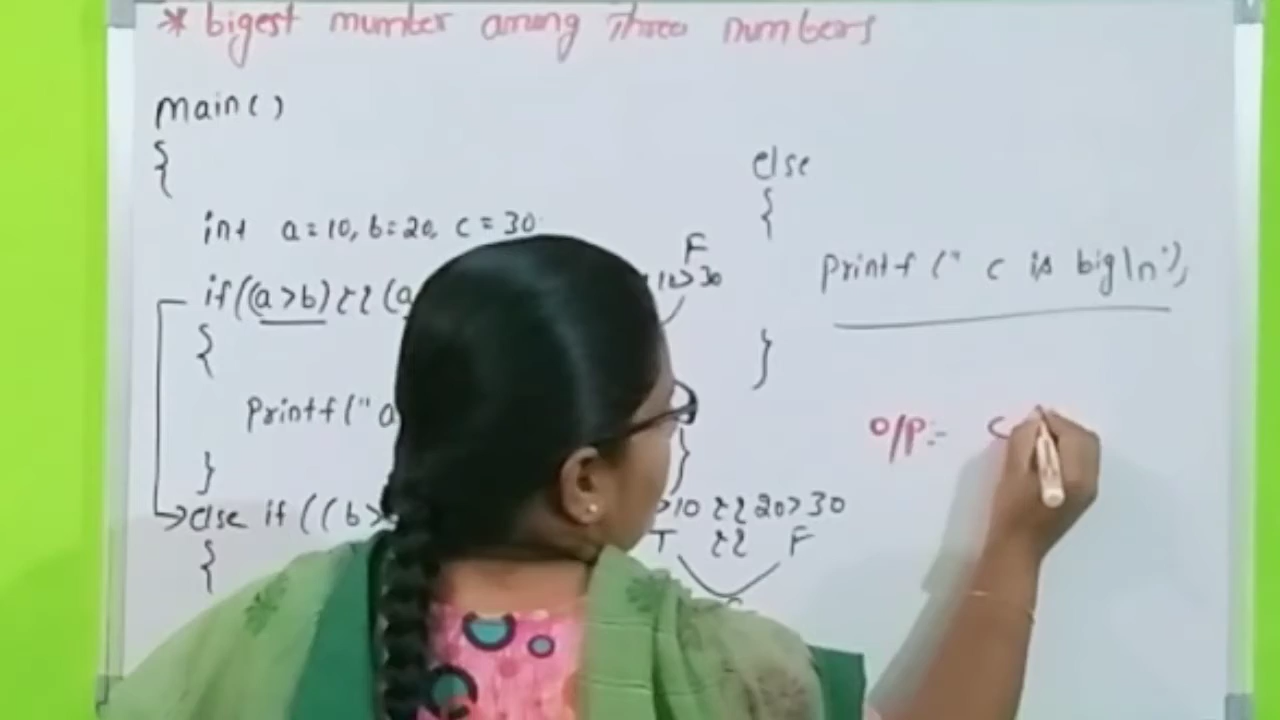 * bigest number among Three numbers
main()
{
int a=10, b=20, c=30
if((a>b) && (a
{
printf("a
}
else if ((b>
{
F
10>30
}
>10 && 20>30
T && F
else
{
printf (" c is big\n");
}
O/P:- c